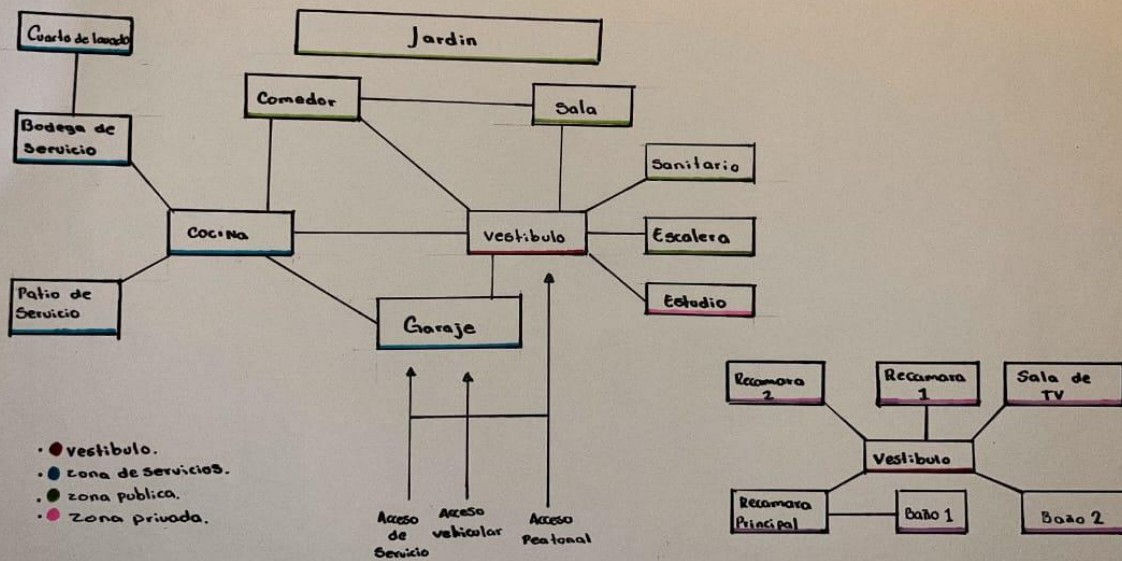 Cuarto de lavado
Jardin
Comedor
Sala
Bodega de
Servicio
Sanitario
Cocina
Vestibulo
Escalera
Patio de
Servicio
Garaje
Estudio
Recamara
2
Recamara
1
Sala de
TV
Vestibulo
Recamara
Principal
Baño 1
Baño 2
vestibulo.
zona de servicios.
zona publica.
zona privada.
Acceso
de
Servicio
Acceso
vehicular
Acceso
Peatonal